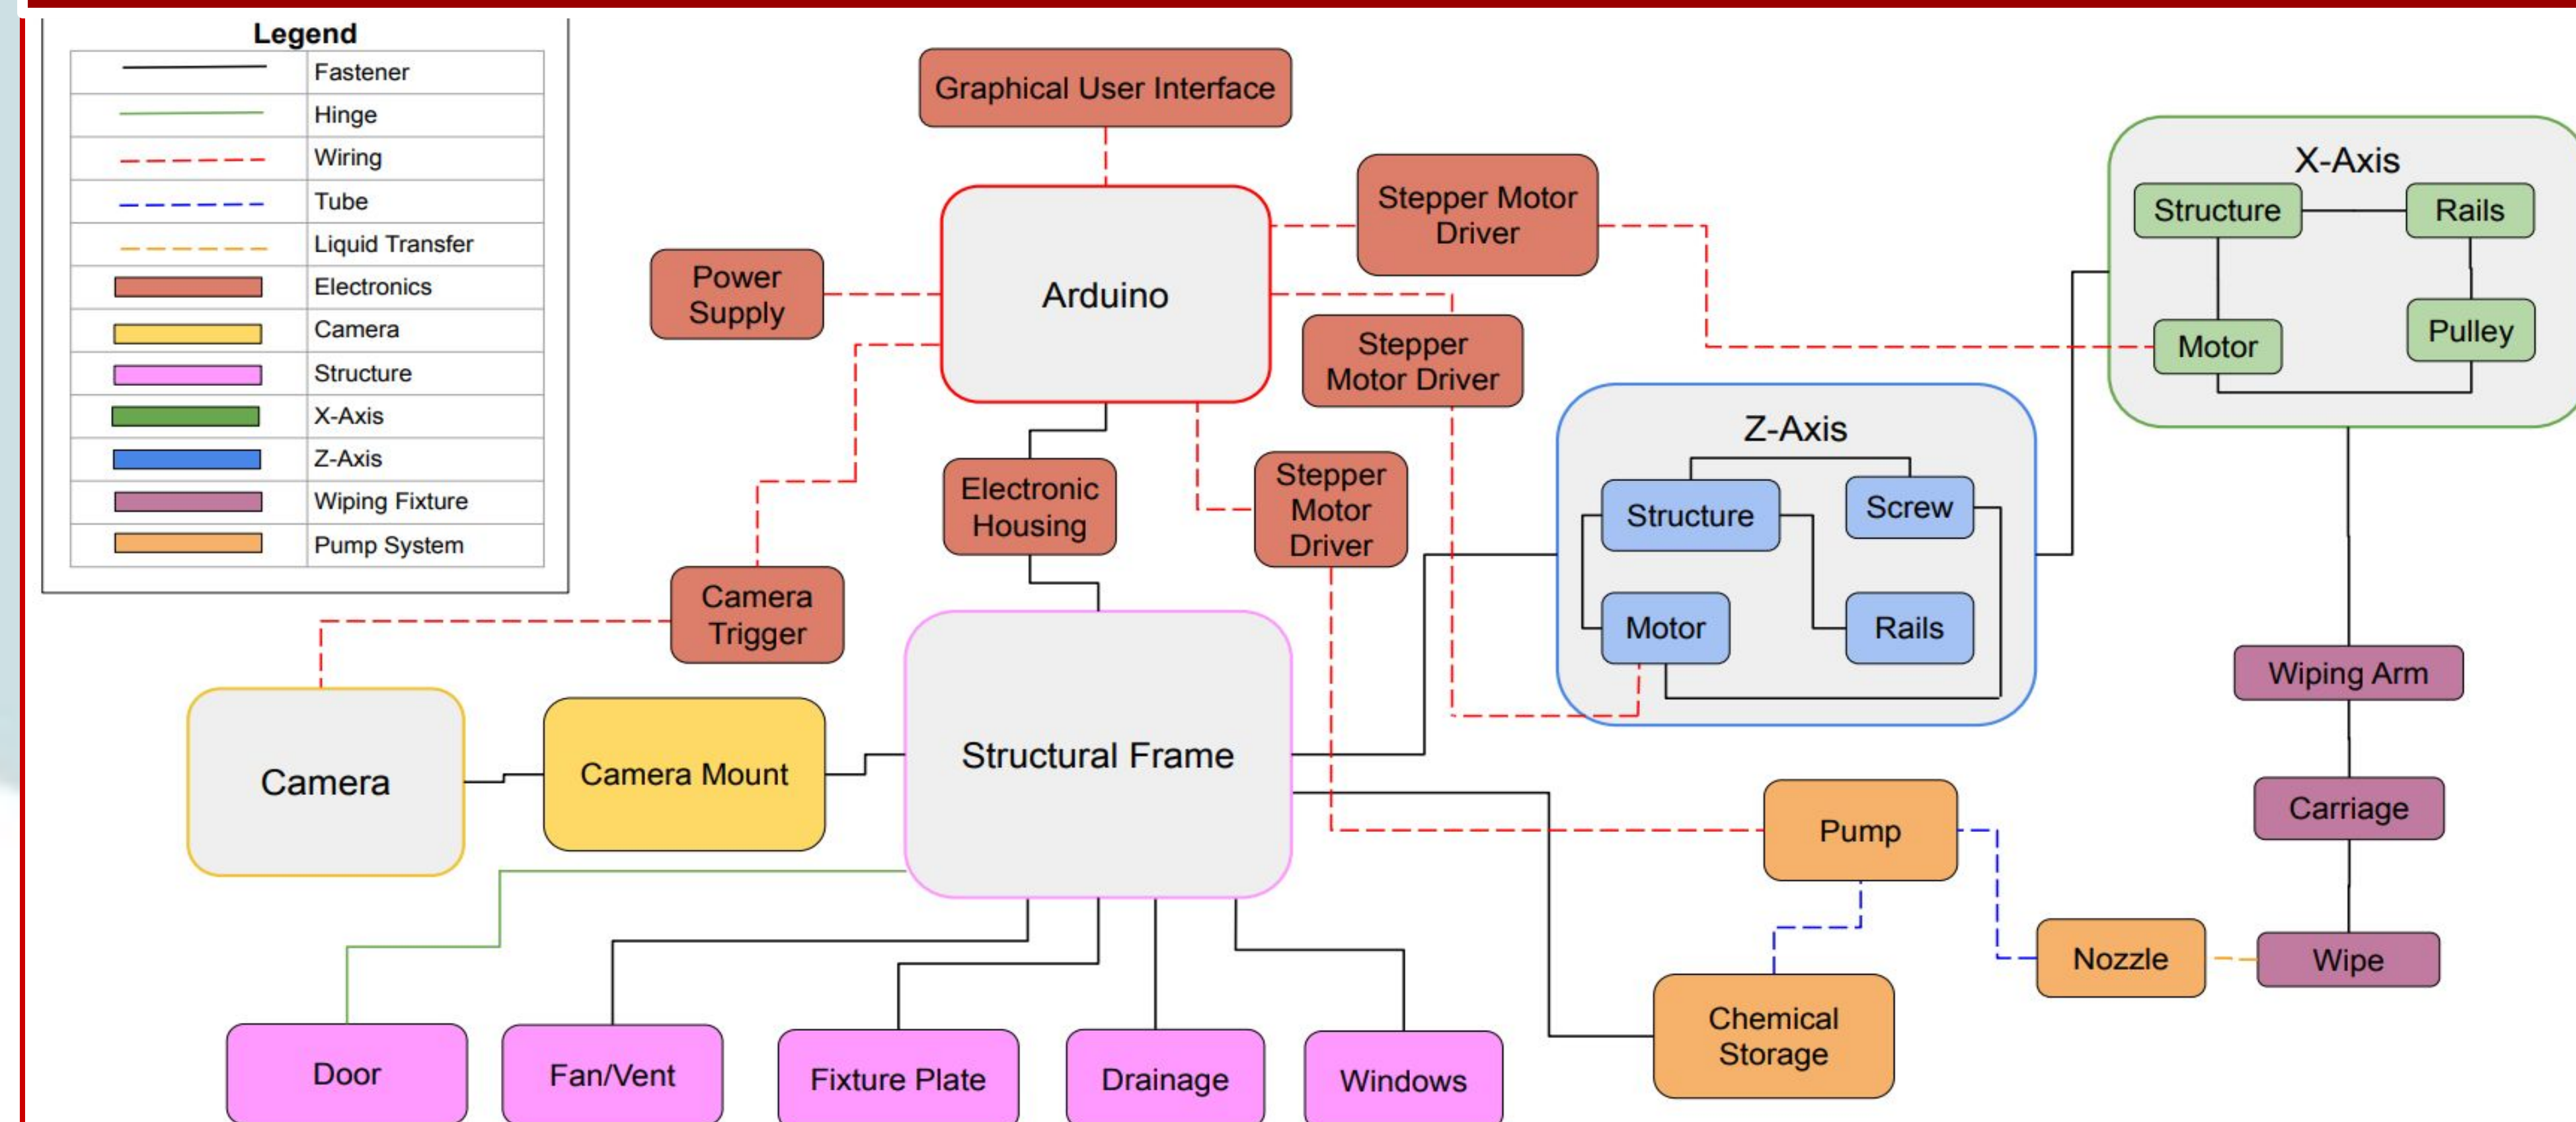 Legend
Fastener
Hinge
Wiring
Tube
Liquid Transfer
Electronics
Camera
Structure
X-Axis
Z-Axis
Wiping Fixture
Pump System
Graphical User Interface
Arduino
Power
Supply
Stepper Motor
Driver
Stepper
Motor Driver
Stepper
Motor
Driver
Electronic
Housing
Camera
Trigger
Camera
Camera Mount
Structural Frame
Door
Fan/Vent
Fixture Plate
Drainage
Windows
X-Axis
Structure
Rails
Motor
Pulley
Z-Axis
Structure
Screw
Motor
Rails
Wiping Arm
Carriage
Wipe
Pump
Nozzle
Chemical
Storage